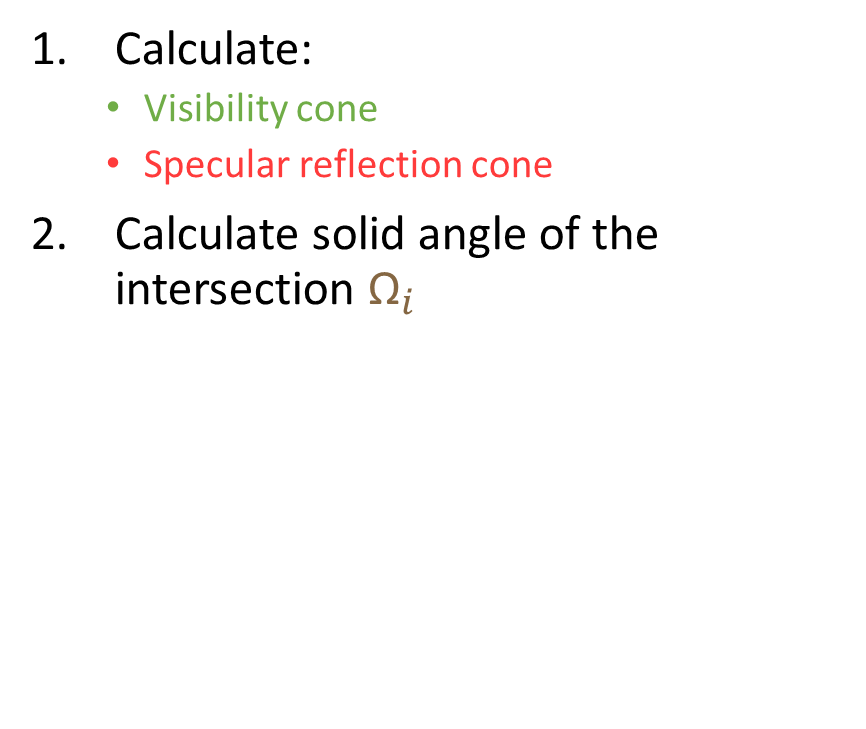 1. Calculate:
• Visibility cone
• Specular reflection cone
2. Calculate solid angle of the
intersection Ωᵢ